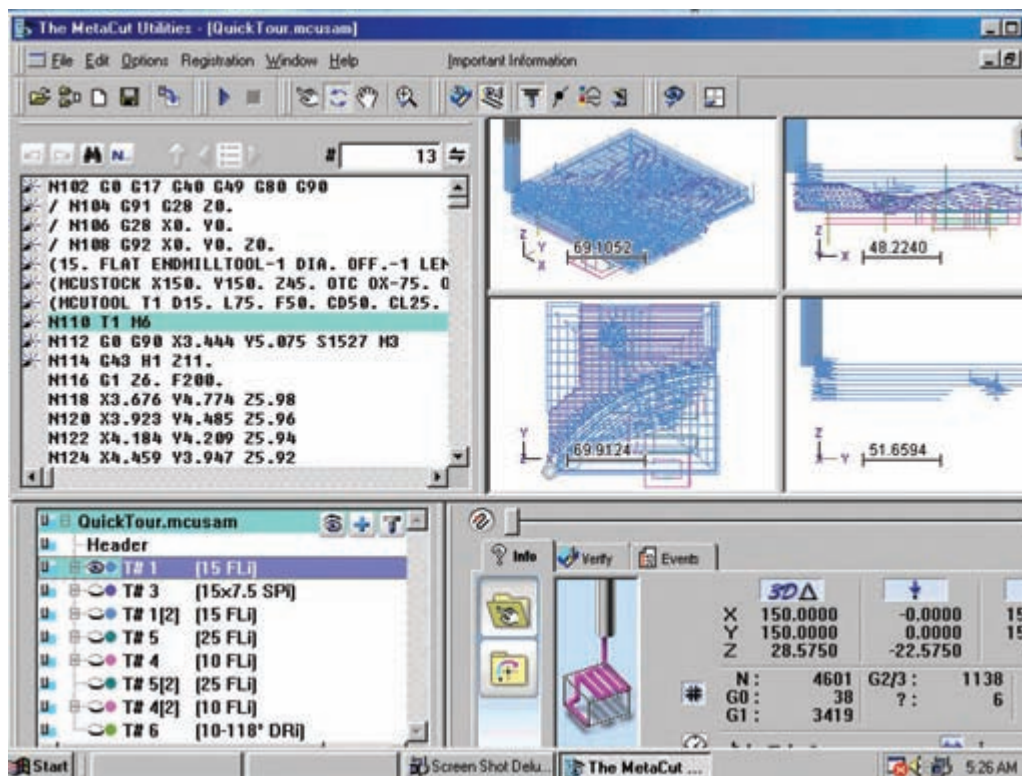 The MetaCut Utilities - [QuickTour.mcusam]
File Edit Options Registration Window Help Important Information
N.. # 13
N102 G0 G17 G40 G49 G80 G90
/ N104 G91 G28 Z0.
/ N106 G28 X0. Y0.
/ N108 G92 X0. Y0. Z0.
(15. FLAT ENDMILLTOOL-1 DIA. OFF.-1 LEN
(MCUSTOCK X150. Y150. Z45. OTC OX-75. O
(MCUTOOL T1 D15. L75. F50. CD50. CL25.
N110 T1 M6
N112 G0 G90 X3.444 Y5.075 S1527 M3
N114 G43 H1 Z11.
N116 G1 Z6. F200.
N118 X3.676 Y4.774 Z5.98
N120 X3.923 Y4.485 Z5.96
N122 X4.184 Y4.209 Z5.94
N124 X4.459 Y3.947 Z5.92
Z Y X 69.1052
Z X 48.2240
Y Z X 69.9124
Z X Y 51.6594
QuickTour.mcusam
Header
T# 1 [15 FLi]
T# 3 [15x7.5 SPi]
T# 1[2] [15 FLi]
T# 5 [25 FLi]
T# 4 [10 FLi]
T# 5[2] [25 FLi]
T# 4[2] [10 FLi]
T# 6 [10-118° DRi]
Info Verify Events
3D Δ
X 150.0000 -0.0000 15
Y 150.0000 0.0000 15
Z 28.5750 -22.5750
N : 4601 G2/3 : 1138
G0 : 38 ? : 6
G1 : 3419
Start Screen Shot Delu... The MetaCut ... 5:26 AM